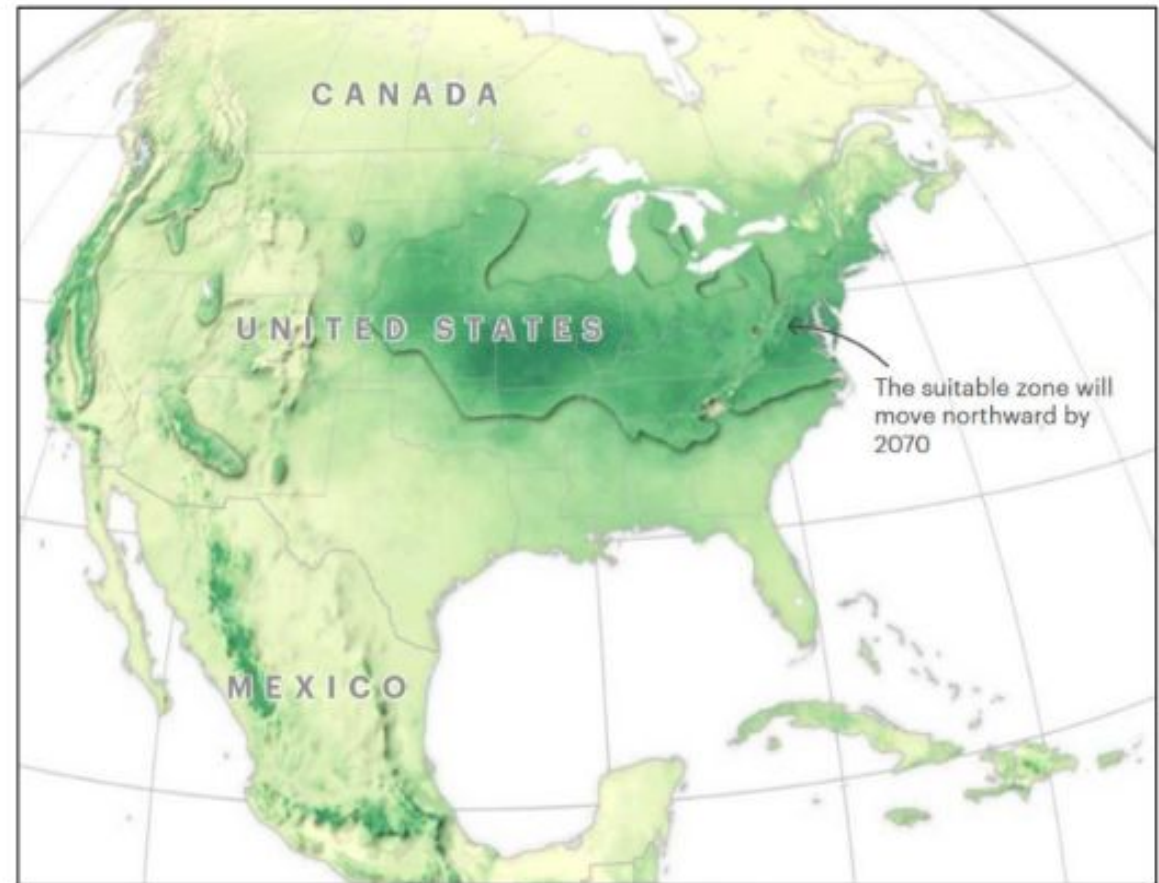 CANADA
UNITED STATES
The suitable zone will
move northward by
2070
MEXICO